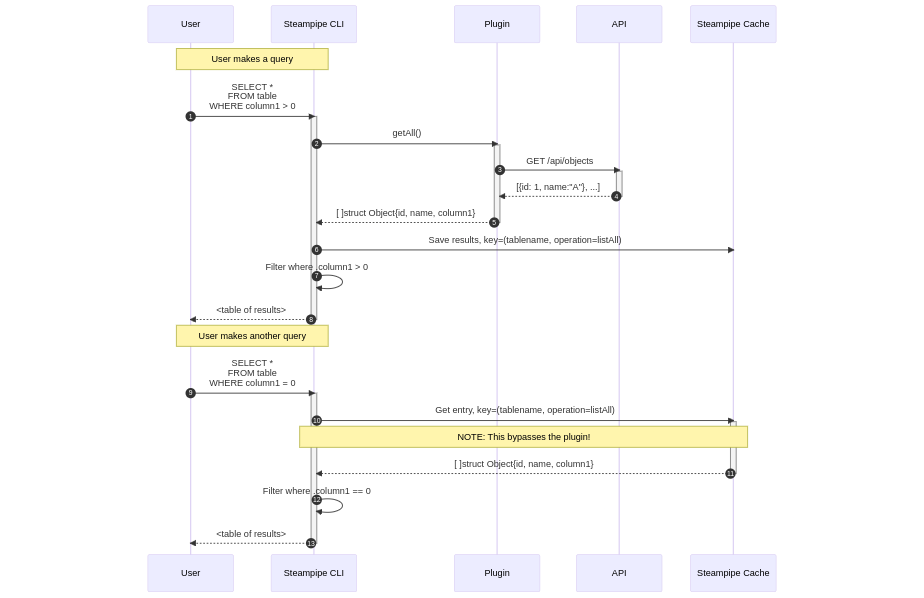 User
Steampipe CLI
Plugin
API
Steampipe Cache
User makes a query
SELECT *
FROM table
WHERE column1 > 0
1
2
getAll()
3
GET /api/objects
[{id: 1, name:"A"}, ...]
4
[ ]struct Object{id, name, column1}
5
6
Save results, key=(tablename, operation=listAll)
Filter where .column1 > 0
7
<table of results>
8
User makes another query
SELECT *
FROM table
WHERE column1 = 0
9
10
Get entry, key=(tablename, operation=listAll)
NOTE: This bypasses the plugin!
[ ]struct Object{id, name, column1}
11
Filter where .column1 == 0
12
<table of results>
13
User
Steampipe CLI
Plugin
API
Steampipe Cache